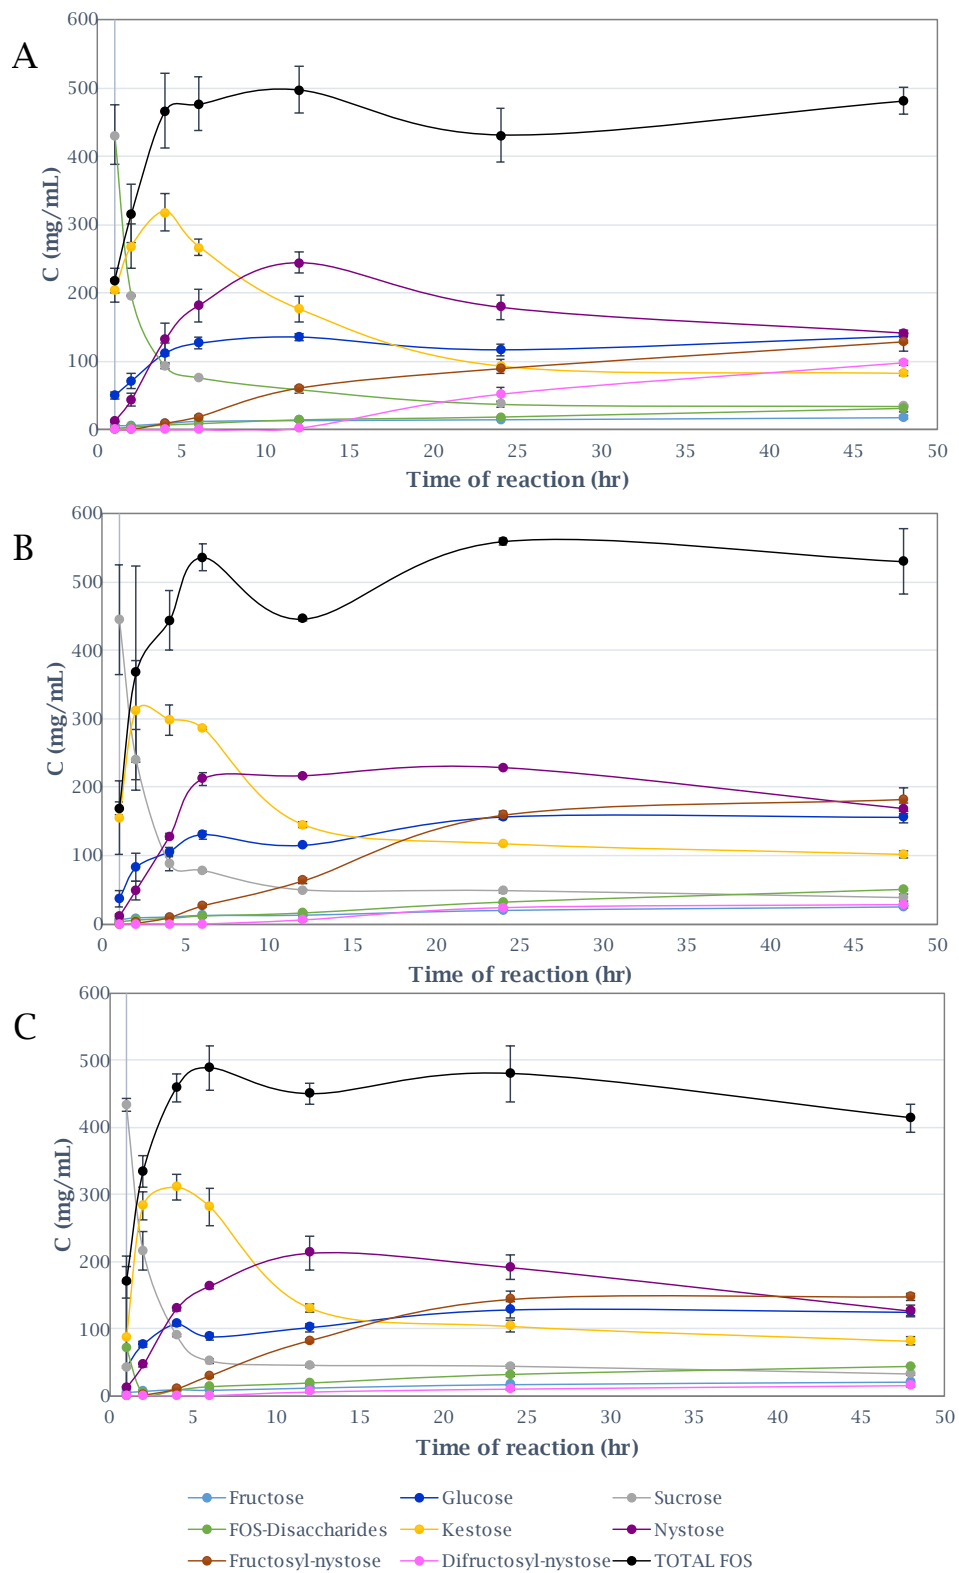 A
600
500
400
300
200
100
0
C (mg/mL)
0 5 10 15 20 25 30 35 40 45 50
Time of reaction (hr)
B
600
500
400
300
200
100
0
C (mg/mL)
0 5 10 15 20 25 30 35 40 45 50
Time of reaction (hr)
C
600
500
400
300
200
100
0
C (mg/mL)
0 5 10 15 20 25 30 35 40 45 50
Time of reaction (hr)
Fructose Glucose Sucrose
FOS-Disaccharides Kestose Nystose
Fructosyl-nystose Difructosyl-nystose TOTAL FOS